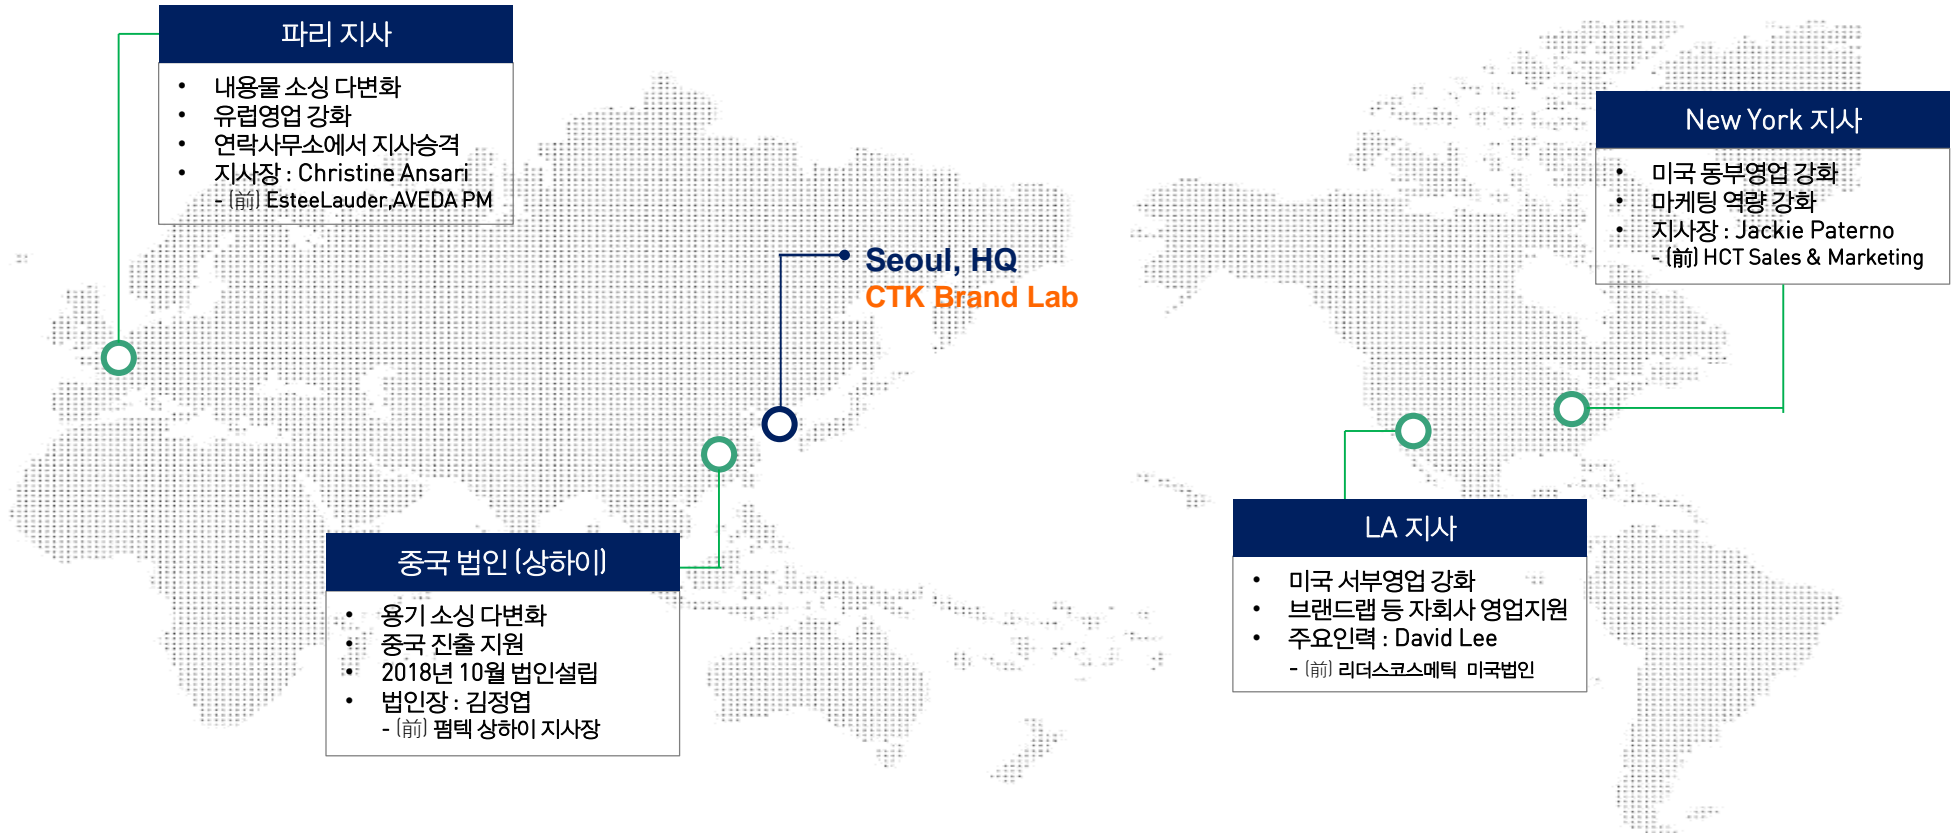 파리 지사
• 내용물 소싱 다변화
• 유럽영업 강화
• 연락사무소에서 지사승격
• 지사장 : Christine Ansari
- (前) EsteeLauder,AVEDA PM
New York 지사
• 미국 동부영업 강화
• 마케팅 역량 강화
• 지사장 : Jackie Paterno
- (前) HCT Sales & Marketing
Seoul, HQ
CTK Brand Lab
중국 법인 (상하이)
• 용기 소싱 다변화
• 중국 진출 지원
• 2018년 10월 법인설립
• 법인장 : 김정엽
- (前) 펌텍 상하이 지사장
LA 지사
• 미국 서부영업 강화
• 브랜드랩 등 자회사 영업지원
• 주요인력 : David Lee
- (前) 리더스코스메틱 미국법인